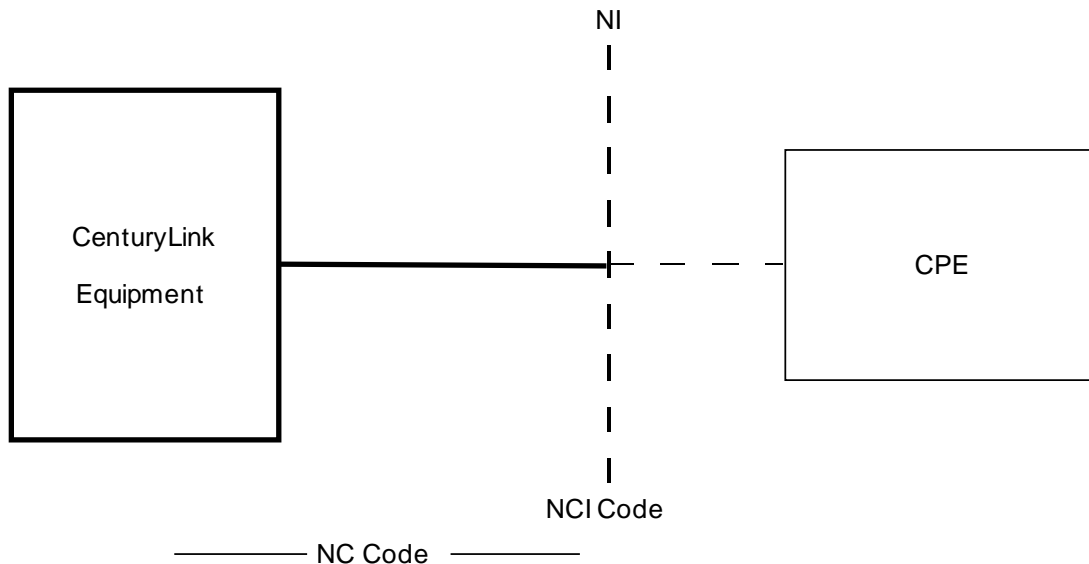 NI
CenturyLink
Equipment
CPE
NCI Code
NC Code